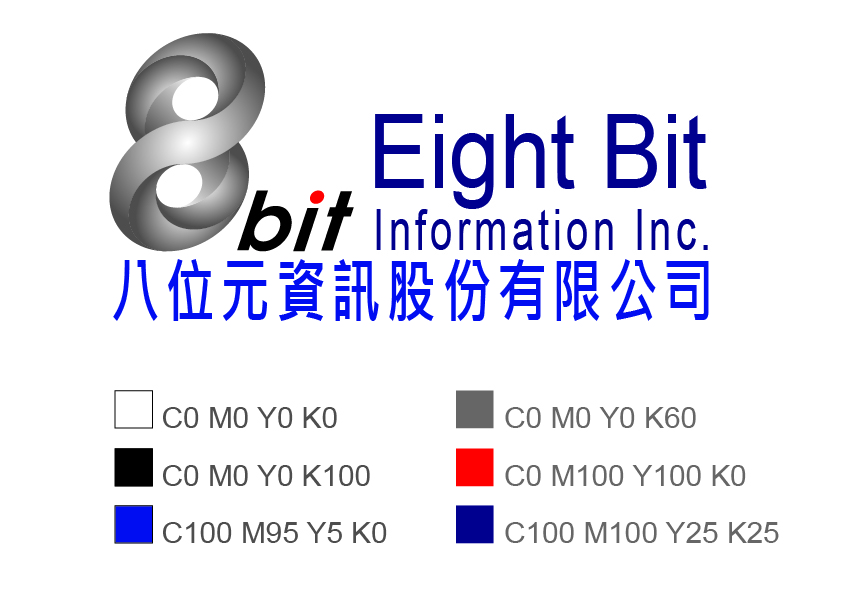 8bit
Eight Bit
Information Inc.
八位元資訊股份有限公司
C0 M0 Y0 K0
C0 M0 Y0 K60
C0 M0 Y0 K100
C0 M100 Y100 K0
C100 M95 Y5 K0
C100 M100 Y25 K25